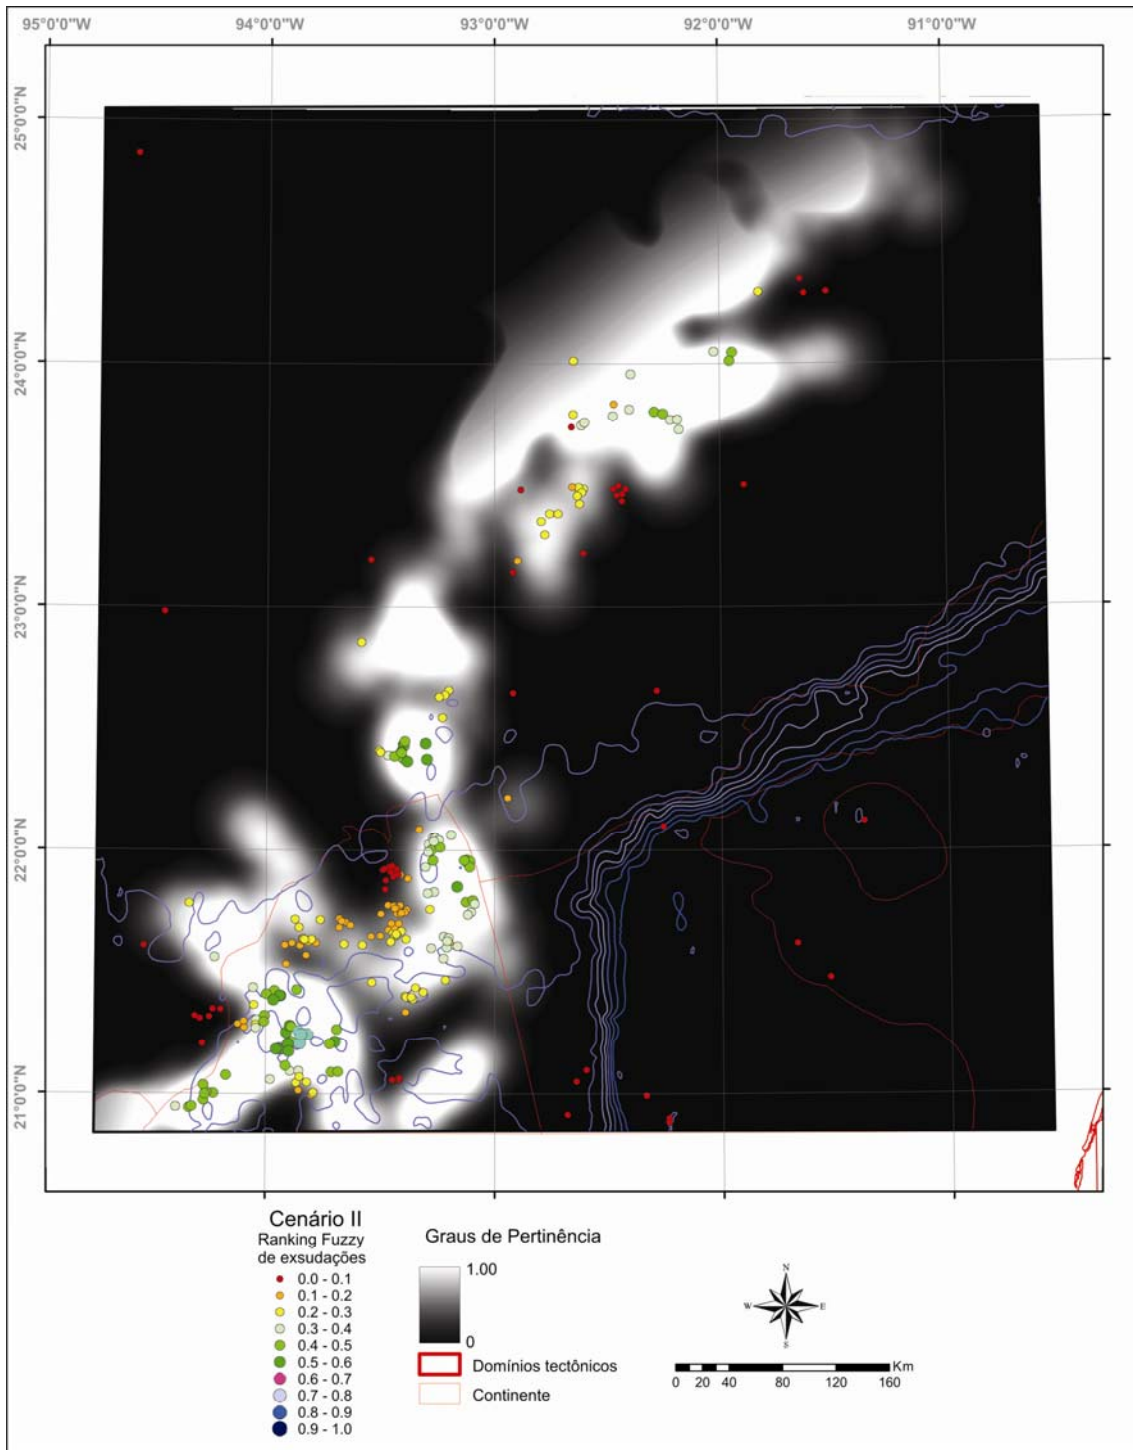 95°0'0"W 94°0'0"W 93°0'0"W 92°0'0"W 91°0'0"W
25°0'0"N
24°0'0"N
23°0'0"N
22°0'0"N
21°0'0"N
Cenário II
Ranking Fuzzy
de exsudações
0.0 - 0.1
0.1 - 0.2
0.2 - 0.3
0.3 - 0.4
0.4 - 0.5
0.5 - 0.6
0.6 - 0.7
0.7 - 0.8
0.8 - 0.9
0.9 - 1.0
Graus de Pertinência
1.00
0
Domínios tectônicos
Continente
N
W E
S
Km
0 20 40 80 120 160